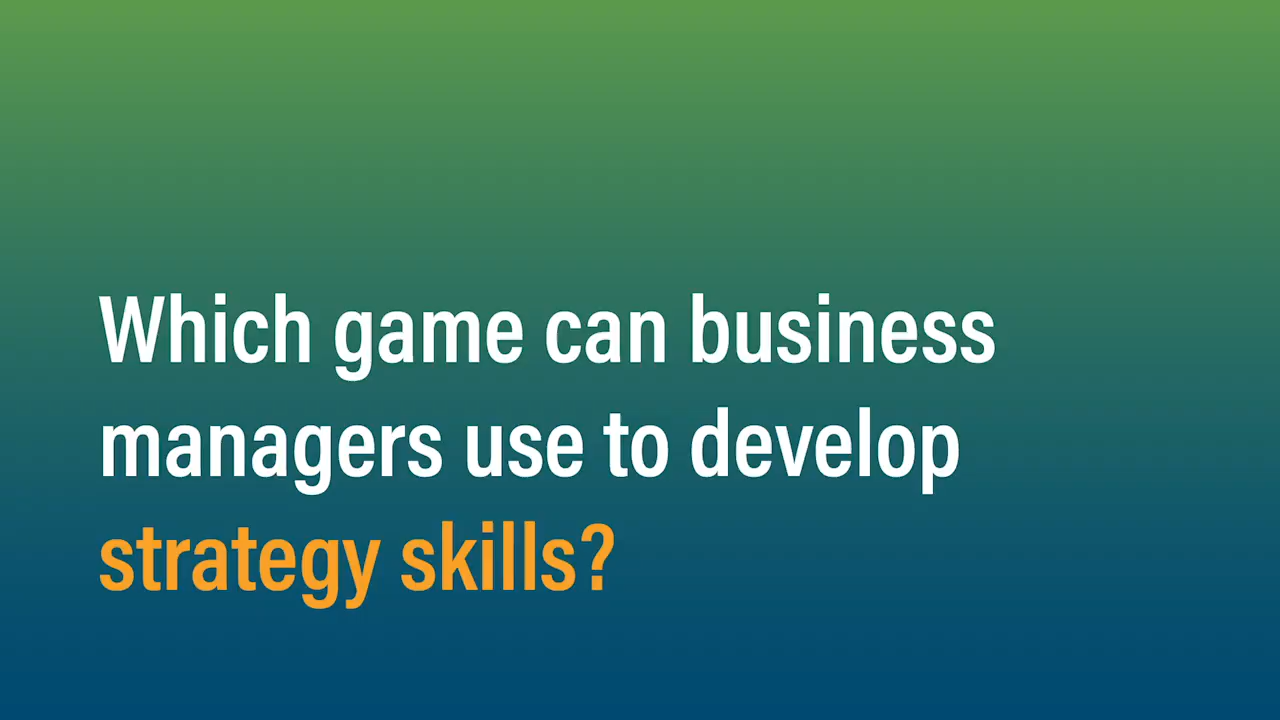 Which game can business
managers use to develop
strategy skills?